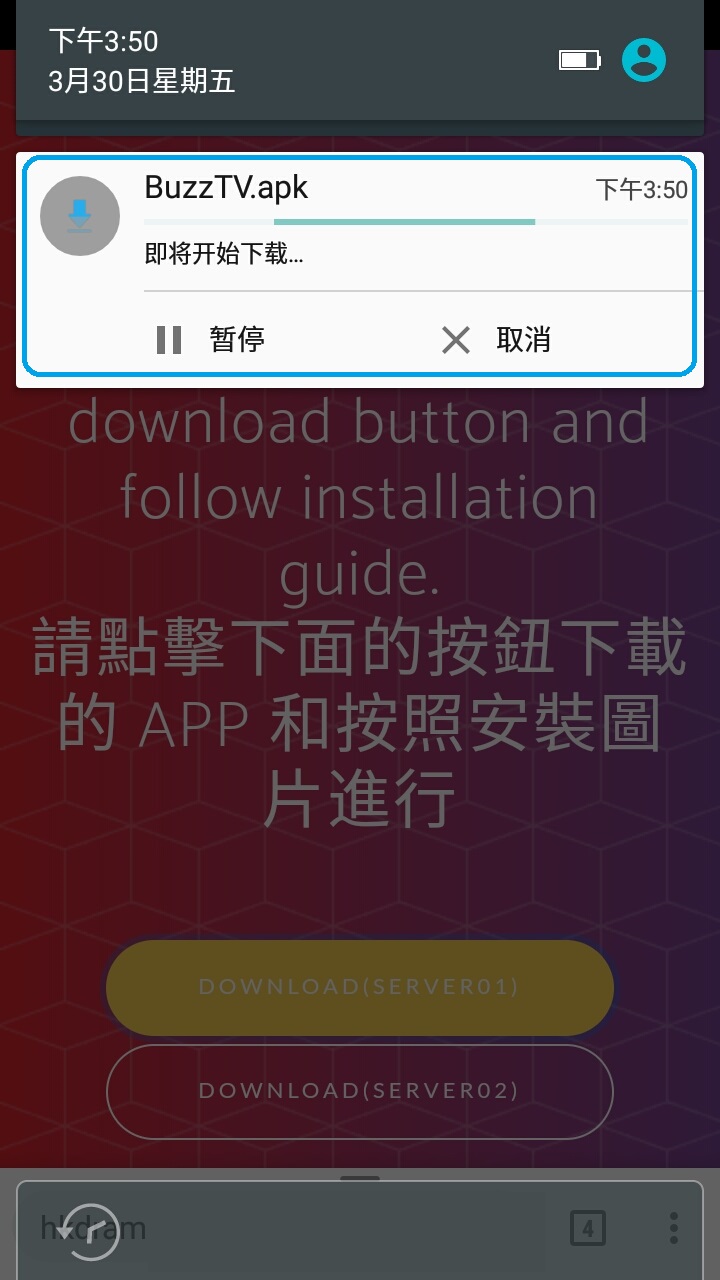 下午3:50
3月30日星期五
BuzzTV.apk
下午3:50
即将开始下载...
暂停
取消
download button and
follow installation
guide.
請點擊下面的按鈕下載
的 APP 和按照安裝圖
片進行
DOWNLOAD(SERVER01)
DOWNLOAD(SERVER02)
hkdram
4